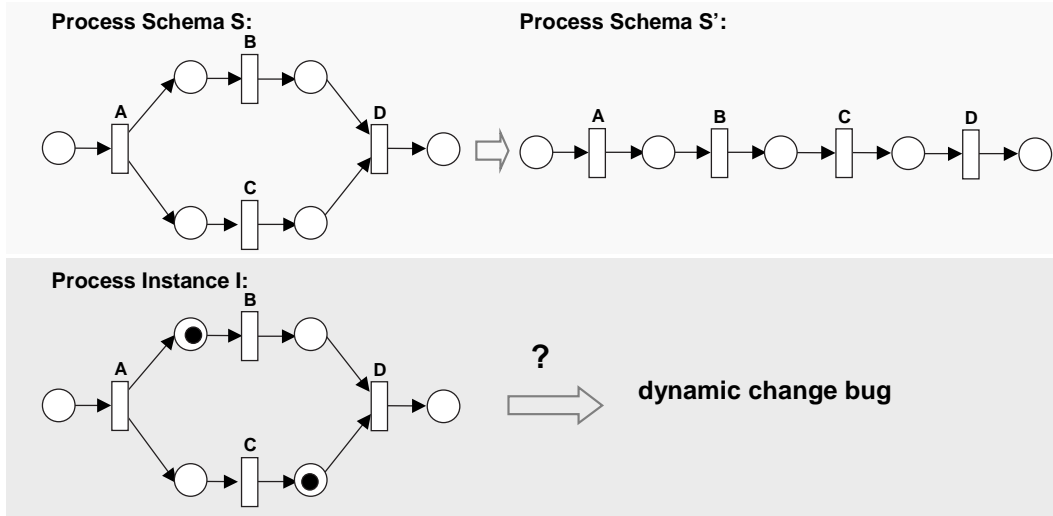 Process Schema S:
Process Schema S’:
B
A
D
C
A
B
C
D
Process Instance I:
B
A
D
C
?
dynamic change bug